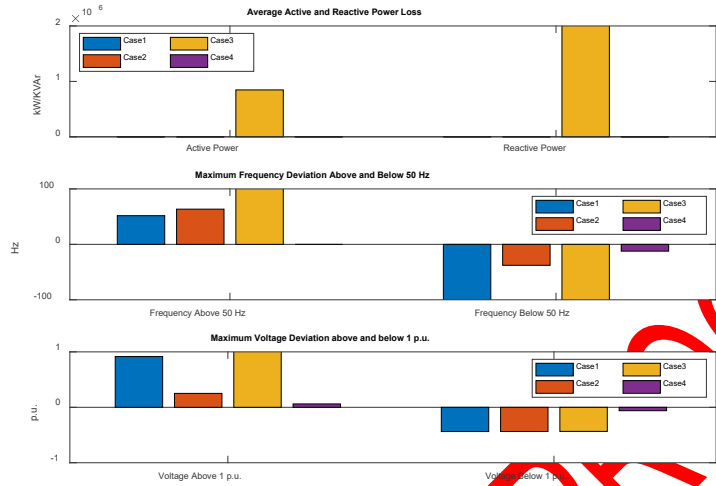 Average Active and Reactive Power Loss
× 10 6
2
1
0
kW/KVAr
Case1
Case3
Case2
Case4
Active Power
Reactive Power
Maximum Frequency Deviation Above and Below 50 Hz
100
0
-100
Hz
Case1
Case3
Case2
Case4
Frequency Above 50 Hz
Frequency Below 50 Hz
Maximum Voltage Deviation above and below 1 p.u.
1
0
-1
p.u.
Case1
Case3
Case2
Case4
Voltage Above 1 p.u.
Voltage Below 1 p.u.